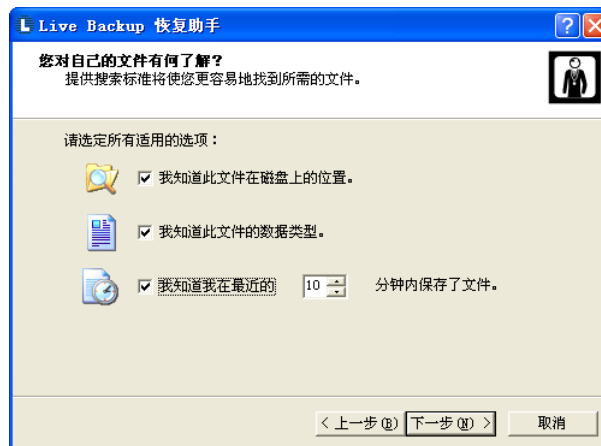 Live Backup 恢复助手
您对自己的文件有何了解?
提供搜索标准将使您更容易地找到所需的文件。
请选定所有适用的选项:
我知道此文件在磁盘上的位置。
我知道此文件的数据类型。
我知道我在最近的 10 分钟内保存了文件。
< 上一步(B) 下一步(N) > 取消